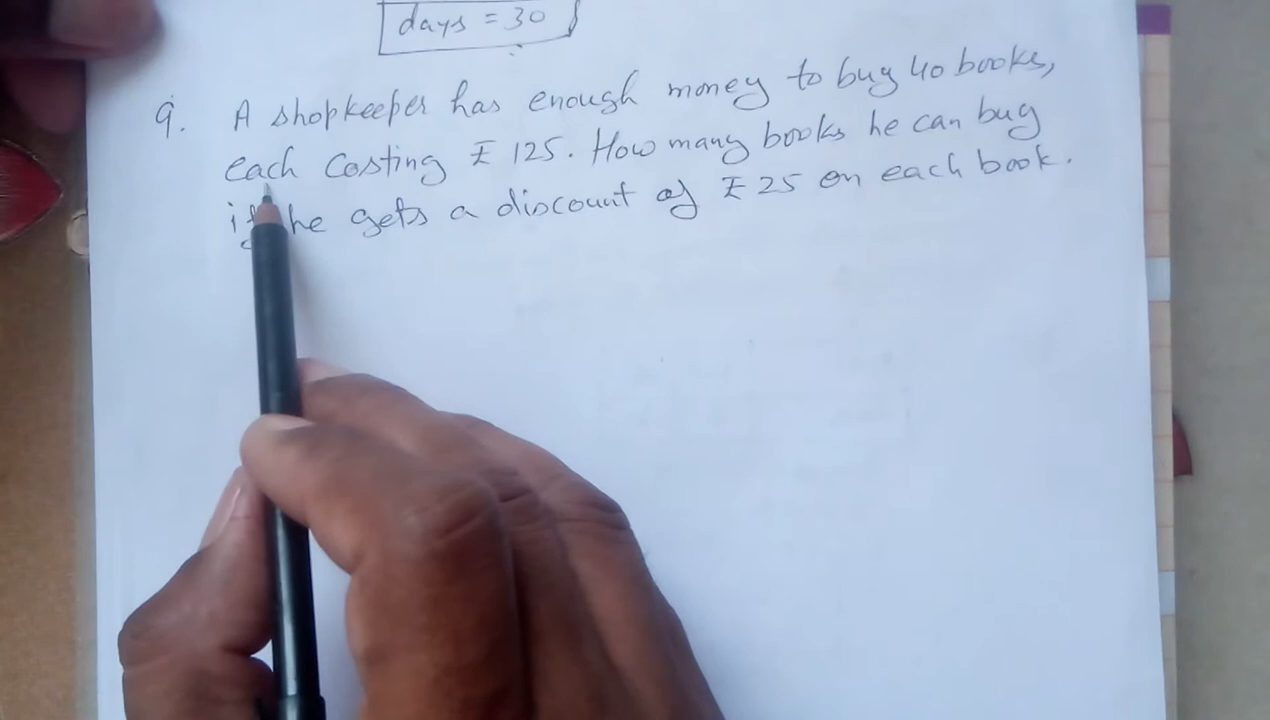 days = 30
9. A shopkeeper has enough money to buy 40 books,
each costing ₹ 125. How many books he can buy
if he gets a discount of ₹ 25 on each book.